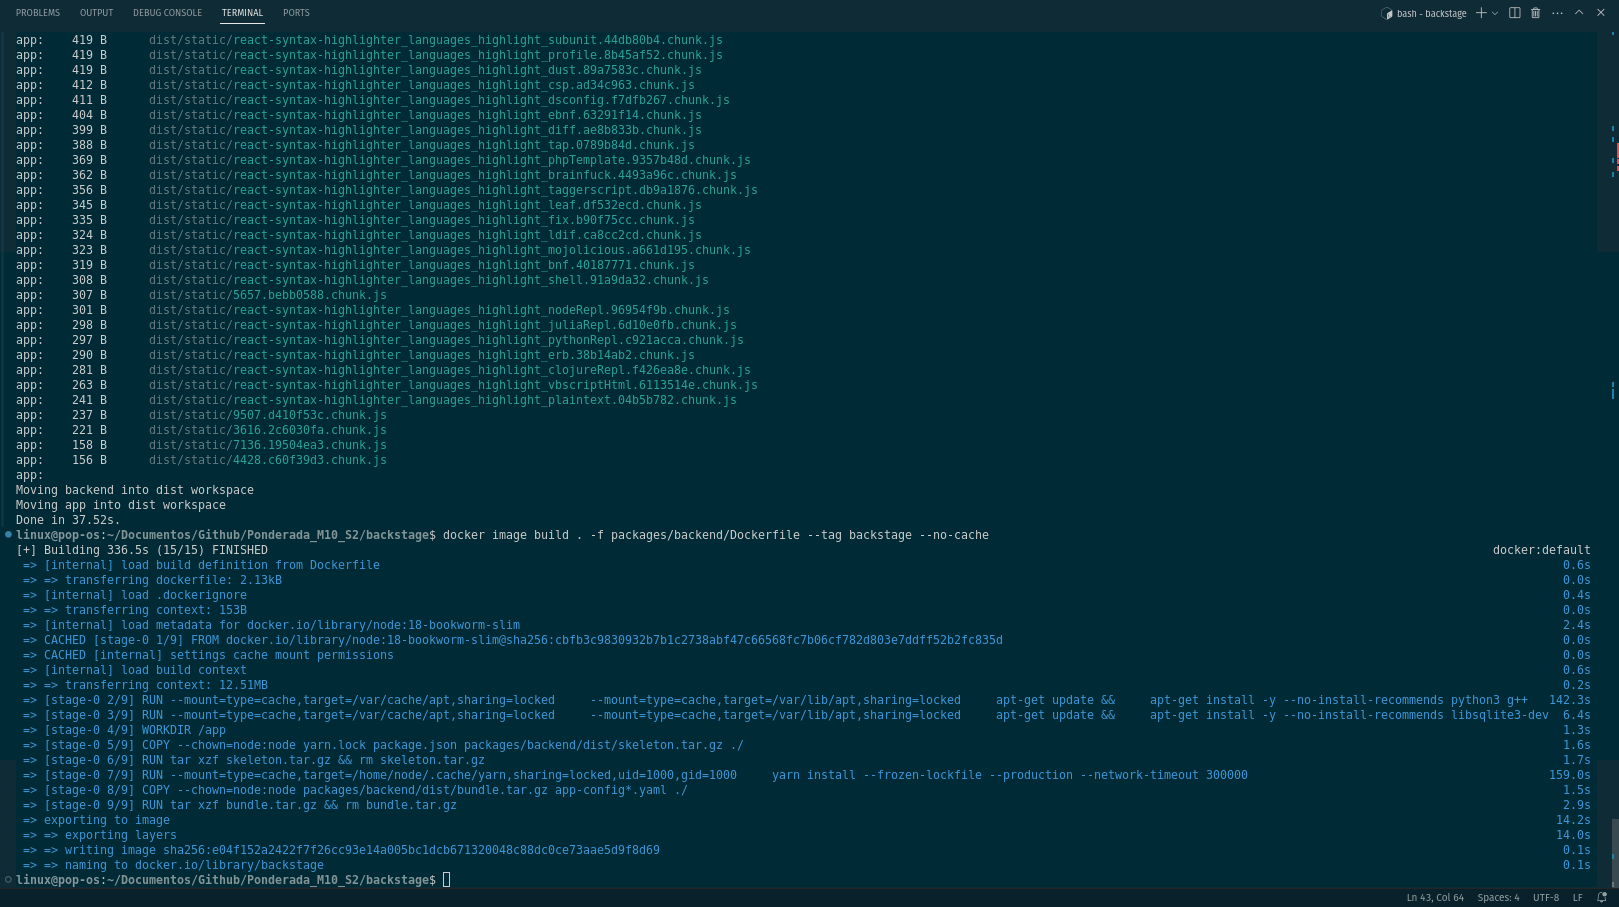 PROBLEMS OUTPUT DEBUG CONSOLE TERMINAL PORTS bash - backstage
app: 419 B dist/static/react-syntax-highlighter_languages_highlight_subunit.44db80b4.chunk.js
app: 419 B dist/static/react-syntax-highlighter_languages_highlight_profile.8b45af52.chunk.js
app: 419 B dist/static/react-syntax-highlighter_languages_highlight_dust.89a7583c.chunk.js
app: 412 B dist/static/react-syntax-highlighter_languages_highlight_csp.ad34c963.chunk.js
app: 411 B dist/static/react-syntax-highlighter_languages_highlight_dsconfig.f7dfb267.chunk.js
app: 404 B dist/static/react-syntax-highlighter_languages_highlight_ebnf.63291f14.chunk.js
app: 399 B dist/static/react-syntax-highlighter_languages_highlight_diff.ae8b833b.chunk.js
app: 388 B dist/static/react-syntax-highlighter_languages_highlight_tap.0789b84d.chunk.js
app: 369 B dist/static/react-syntax-highlighter_languages_highlight_phpTemplate.9357b48d.chunk.js
app: 362 B dist/static/react-syntax-highlighter_languages_highlight_brainfuck.4493a96c.chunk.js
app: 356 B dist/static/react-syntax-highlighter_languages_highlight_taggerscript.db9a1876.chunk.js
app: 345 B dist/static/react-syntax-highlighter_languages_highlight_leaf.df532ecd.chunk.js
app: 335 B dist/static/react-syntax-highlighter_languages_highlight_fix.b90f75cc.chunk.js
app: 324 B dist/static/react-syntax-highlighter_languages_highlight_ldif.ca8cc2cd.chunk.js
app: 323 B dist/static/react-syntax-highlighter_languages_highlight_mojolicious.a661d195.chunk.js
app: 319 B dist/static/react-syntax-highlighter_languages_highlight_bnf.40187771.chunk.js
app: 308 B dist/static/react-syntax-highlighter_languages_highlight_shell.91a9da32.chunk.js
app: 307 B dist/static/5657.bebb0588.chunk.js
app: 301 B dist/static/react-syntax-highlighter_languages_highlight_nodeRepl.96954f9b.chunk.js
app: 298 B dist/static/react-syntax-highlighter_languages_highlight_juliaRepl.6d10e0fb.chunk.js
app: 297 B dist/static/react-syntax-highlighter_languages_highlight_pythonRepl.c921acca.chunk.js
app: 290 B dist/static/react-syntax-highlighter_languages_highlight_erb.38b14ab2.chunk.js
app: 281 B dist/static/react-syntax-highlighter_languages_highlight_clojureRepl.f426ea8e.chunk.js
app: 263 B dist/static/react-syntax-highlighter_languages_highlight_vbscriptHtml.6113514e.chunk.js
app: 241 B dist/static/react-syntax-highlighter_languages_highlight_plaintext.04b5b782.chunk.js
app: 237 B dist/static/9507.d410f53c.chunk.js
app: 221 B dist/static/3616.2c6030fa.chunk.js
app: 158 B dist/static/7136.19504ea3.chunk.js
app: 156 B dist/static/4428.c60f39d3.chunk.js
app:
Moving backend into dist workspace
Moving app into dist workspace
Done in 37.52s.
linux@pop-os:~/Documentos/Github/Ponderada_M10_S2/backstage$ docker image build . -f packages/backend/Dockerfile --tag backstage --no-cache
[+] Building 336.5s (15/15) FINISHED docker:default
=> [internal] load build definition from Dockerfile 0.6s
=> => transferring dockerfile: 2.13kB 0.0s
=> [internal] load .dockerignore 0.4s
=> => transferring context: 153B 0.0s
=> [internal] load metadata for docker.io/library/node:18-bookworm-slim 2.4s
=> CACHED [stage-0 1/9] FROM docker.io/library/node:18-bookworm-slim@sha256:cbfb3c9830932b7b1c2738abf47c66568fc7b06cf782d803e7ddff52b2fc835d 0.0s
=> CACHED [internal] settings cache mount permissions 0.0s
=> [internal] load build context 0.6s
=> => transferring context: 12.51MB 0.2s
=> [stage-0 2/9] RUN --mount=type=cache,target=/var/cache/apt,sharing=locked --mount=type=cache,target=/var/lib/apt,sharing=locked apt-get update && apt-get install -y --no-install-recommends python3 g++ 142.3s
=> [stage-0 3/9] RUN --mount=type=cache,target=/var/cache/apt,sharing=locked --mount=type=cache,target=/var/lib/apt,sharing=locked apt-get update && apt-get install -y --no-install-recommends libsqlite3-dev 6.4s
=> [stage-0 4/9] WORKDIR /app 1.3s
=> [stage-0 5/9] COPY --chown=node:node yarn.lock package.json packages/backend/dist/skeleton.tar.gz ./ 1.6s
=> [stage-0 6/9] RUN tar xzf skeleton.tar.gz && rm skeleton.tar.gz 1.7s
=> [stage-0 7/9] RUN --mount=type=cache,target=/home/node/.cache/yarn,sharing=locked,uid=1000,gid=1000 yarn install --frozen-lockfile --production --network-timeout 300000 159.0s
=> [stage-0 8/9] COPY --chown=node:node packages/backend/dist/bundle.tar.gz app-config*.yaml ./ 1.5s
=> [stage-0 9/9] RUN tar xzf bundle.tar.gz && rm bundle.tar.gz 2.9s
=> exporting to image 14.2s
=> => exporting layers 14.0s
=> => writing image sha256:e04f152a2422f7f26cc93e14a005bc1dcb671320048c88dc0ce73aae5d9f8d69 0.1s
=> => naming to docker.io/library/backstage 0.1s
linux@pop-os:~/Documentos/Github/Ponderada_M10_S2/backstage$
Ln 43, Col 64 Spaces: 4 UTF-8 LF